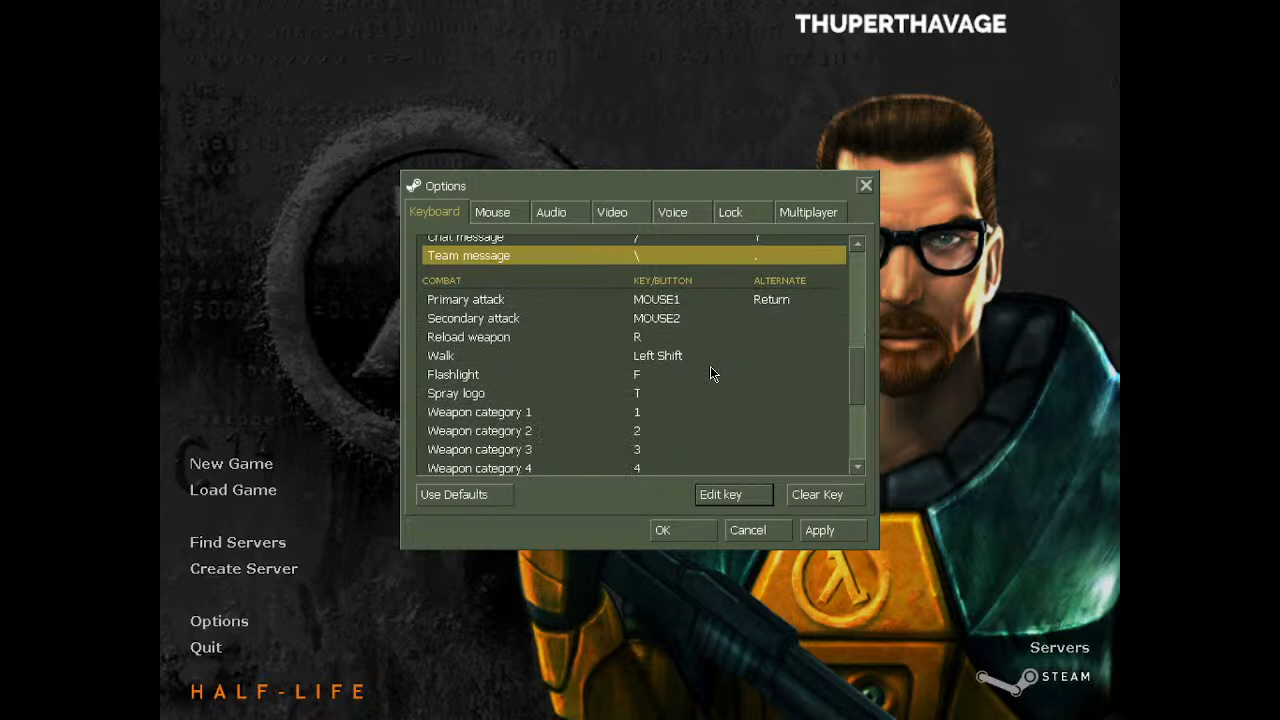 THUPERTHAVAGE
Options
Keyboard Mouse Audio Video Voice Lock Multiplayer
Chat message / Y
Team message \ .
COMBAT KEY/BUTTON ALTERNATE
Primary attack MOUSE1 Return
Secondary attack MOUSE2
Reload weapon R
Walk Left Shift
Flashlight F
Spray logo T
Weapon category 1 1
Weapon category 2 2
Weapon category 3 3
Weapon category 4 4
Use Defaults Edit key Clear Key
OK Cancel Apply
New Game
Load Game
Find Servers
Create Server
Options
Quit
Servers
STEAM
HALF-LIFE